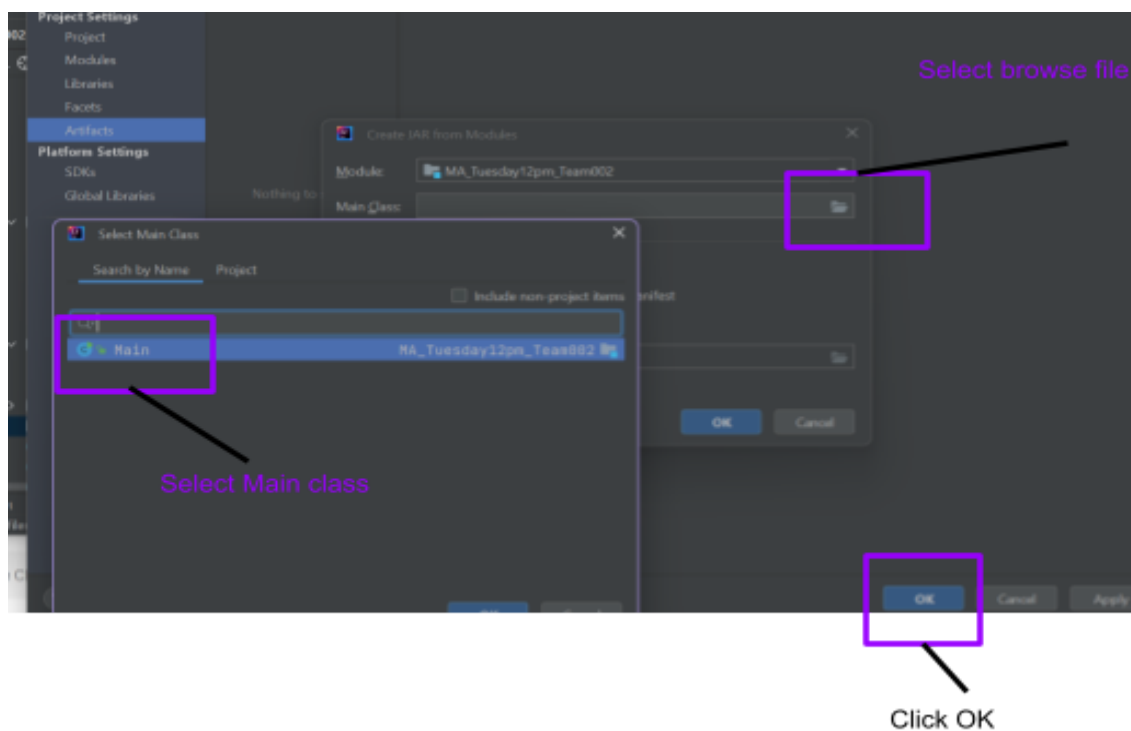 Project Settings
Project
Modules
Libraries
Facets
Artifacts
Platform Settings
SDKs
Global Libraries
Nothing to
Select browse file
Create JAR from Modules
Module:
MA_Tuesday12pm_Team002
Main Class:
Select Main Class
Search by Name Project
Include non-project items
Main MA_Tuesday12pm_Team002
OK Cancel
Select Main class
OK Cancel Apply
Click OK